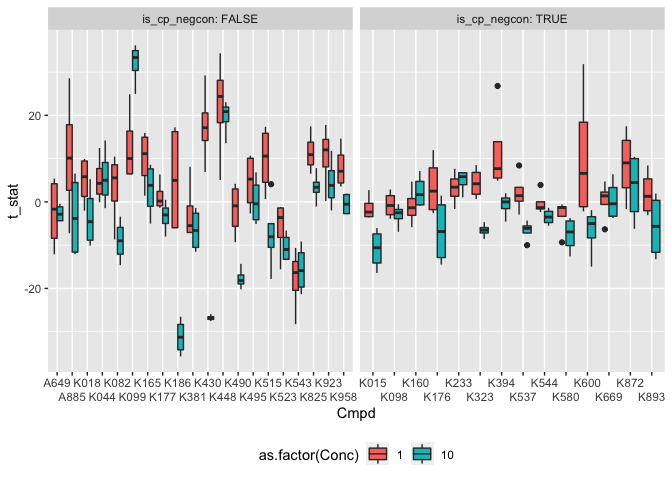 is_cp_negcon: FALSE
is_cp_negcon: TRUE
t_stat
20
0
-20
A649 K018 K082 K165 K186 K430 K490 K515 K543 K923
A885 K044 K099 K177 K381 K448 K495 K523 K825 K958
K015 K160 K233 K394 K544 K600 K872
K098 K176 K323 K537 K580 K669 K893
Cmpd
as.factor(Conc) 1 10